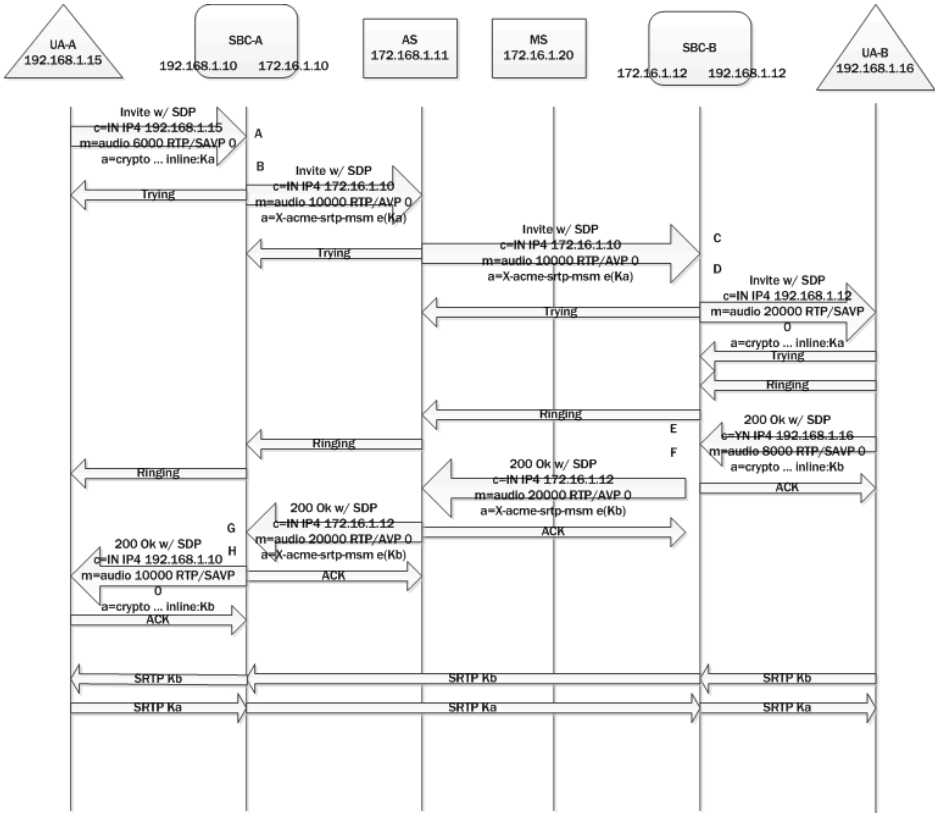 UA-A
192.168.1.15
SBC-A
192.168.1.10 172.16.1.10
AS
172.168.1.11
MS
172.16.1.20
SBC-B
172.16.1.12 192.168.1.12
UA-B
192.168.1.16
Invite w/ SDP
c=IN IP4 192.168.1.15
m=audio 6000 RTP/SAVP 0
a=crypto ... inline:Ka
A
B
Trying
Invite w/ SDP
c=IN IP4 172.16.1.10
m=audio 10000 RTP/AVP 0
a=X-acme-srtp-msm e(Ka)
Trying
Invite w/ SDP
c=IN IP4 172.16.1.10
m=audio 10000 RTP/AVP 0
a=X-acme-srtp-msm e(Ka)
C
D
Trying
Invite w/ SDP
c=IN IP4 192.168.1.12
m=audio 20000 RTP/SAVP
0
a=crypto ... inline:Ka
Trying
Ringing
Ringing
Ringing
Ringing
E
F
200 Ok w/ SDP
c=YN IP4 192.168.1.16
m=audio 8000 RTP/SAVP 0
a=crypto ... inline:Kb
ACK
200 Ok w/ SDP
c=IN IP4 172.16.1.12
m=audio 20000 RTP/AVP 0
a=X-acme-srtp-msm e(Kb)
ACK
200 Ok w/ SDP
c=IN IP4 172.16.1.12
m=audio 20000 RTP/AVP 0
a=X-acme-srtp-msm e(Kb)
G
H
ACK
200 Ok w/ SDP
c=IN IP4 192.168.1.10
m=audio 10000 RTP/SAVP
0
a=crypto ... inline:Kb
ACK
SRTP Kb
SRTP Kb
SRTP Kb
SRTP Ka
SRTP Ka
SRTP Ka